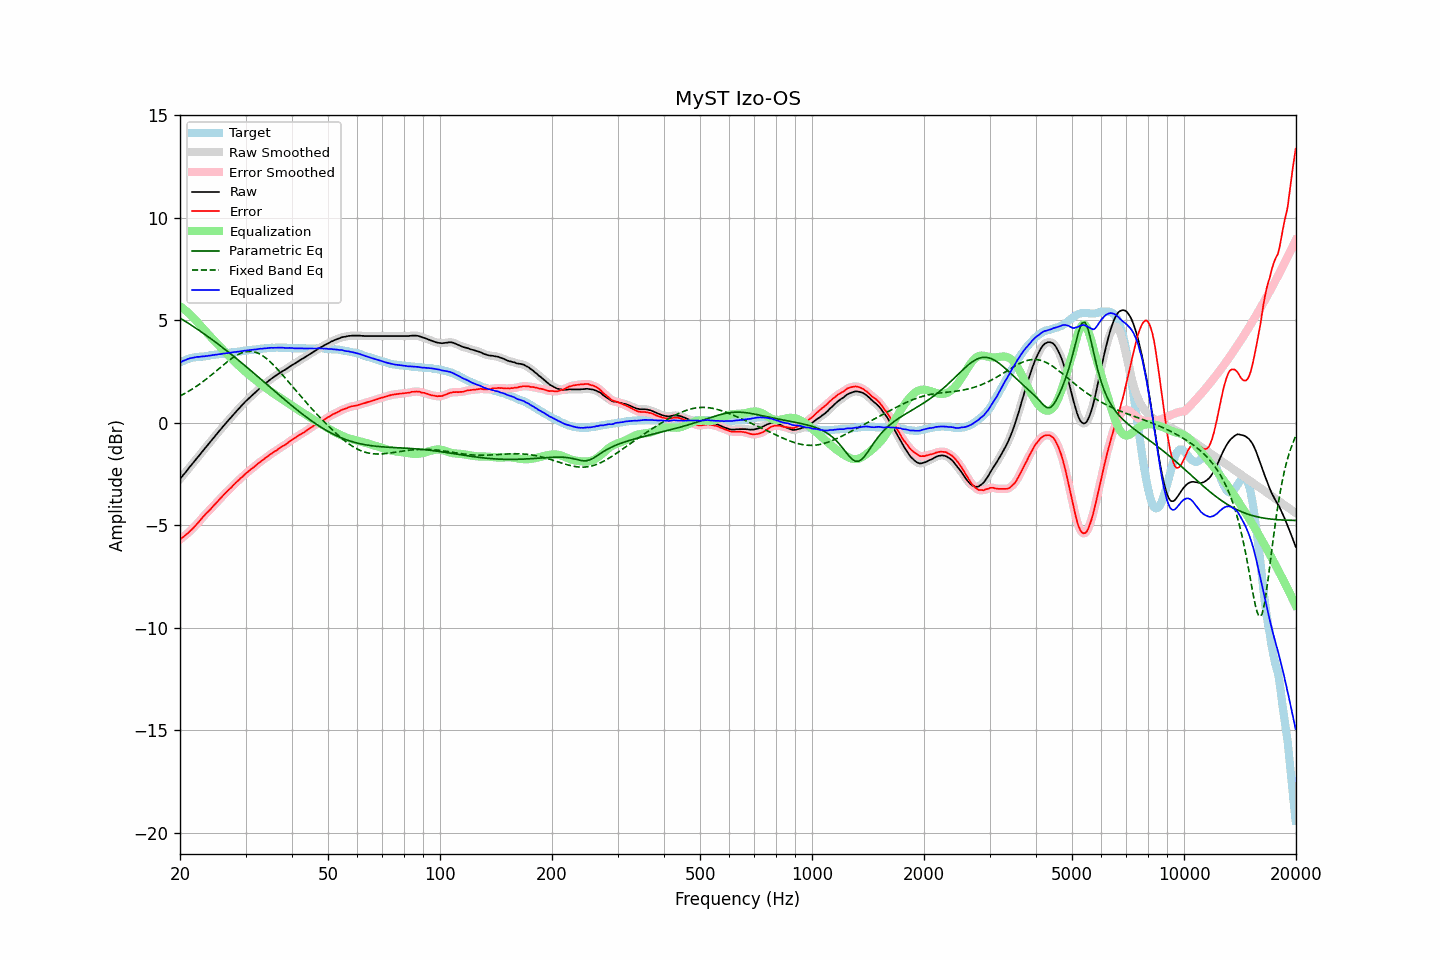 MyST Izo-OS
15
10
5
0
−5
−10
−15
−20
Amplitude (dBr)
Target
Raw Smoothed
Error Smoothed
Raw
Error
Equalization
Parametric Eq
Fixed Band Eq
Equalized
20 50 100 200 500 1000 2000 5000 10000 20000
Frequency (Hz)